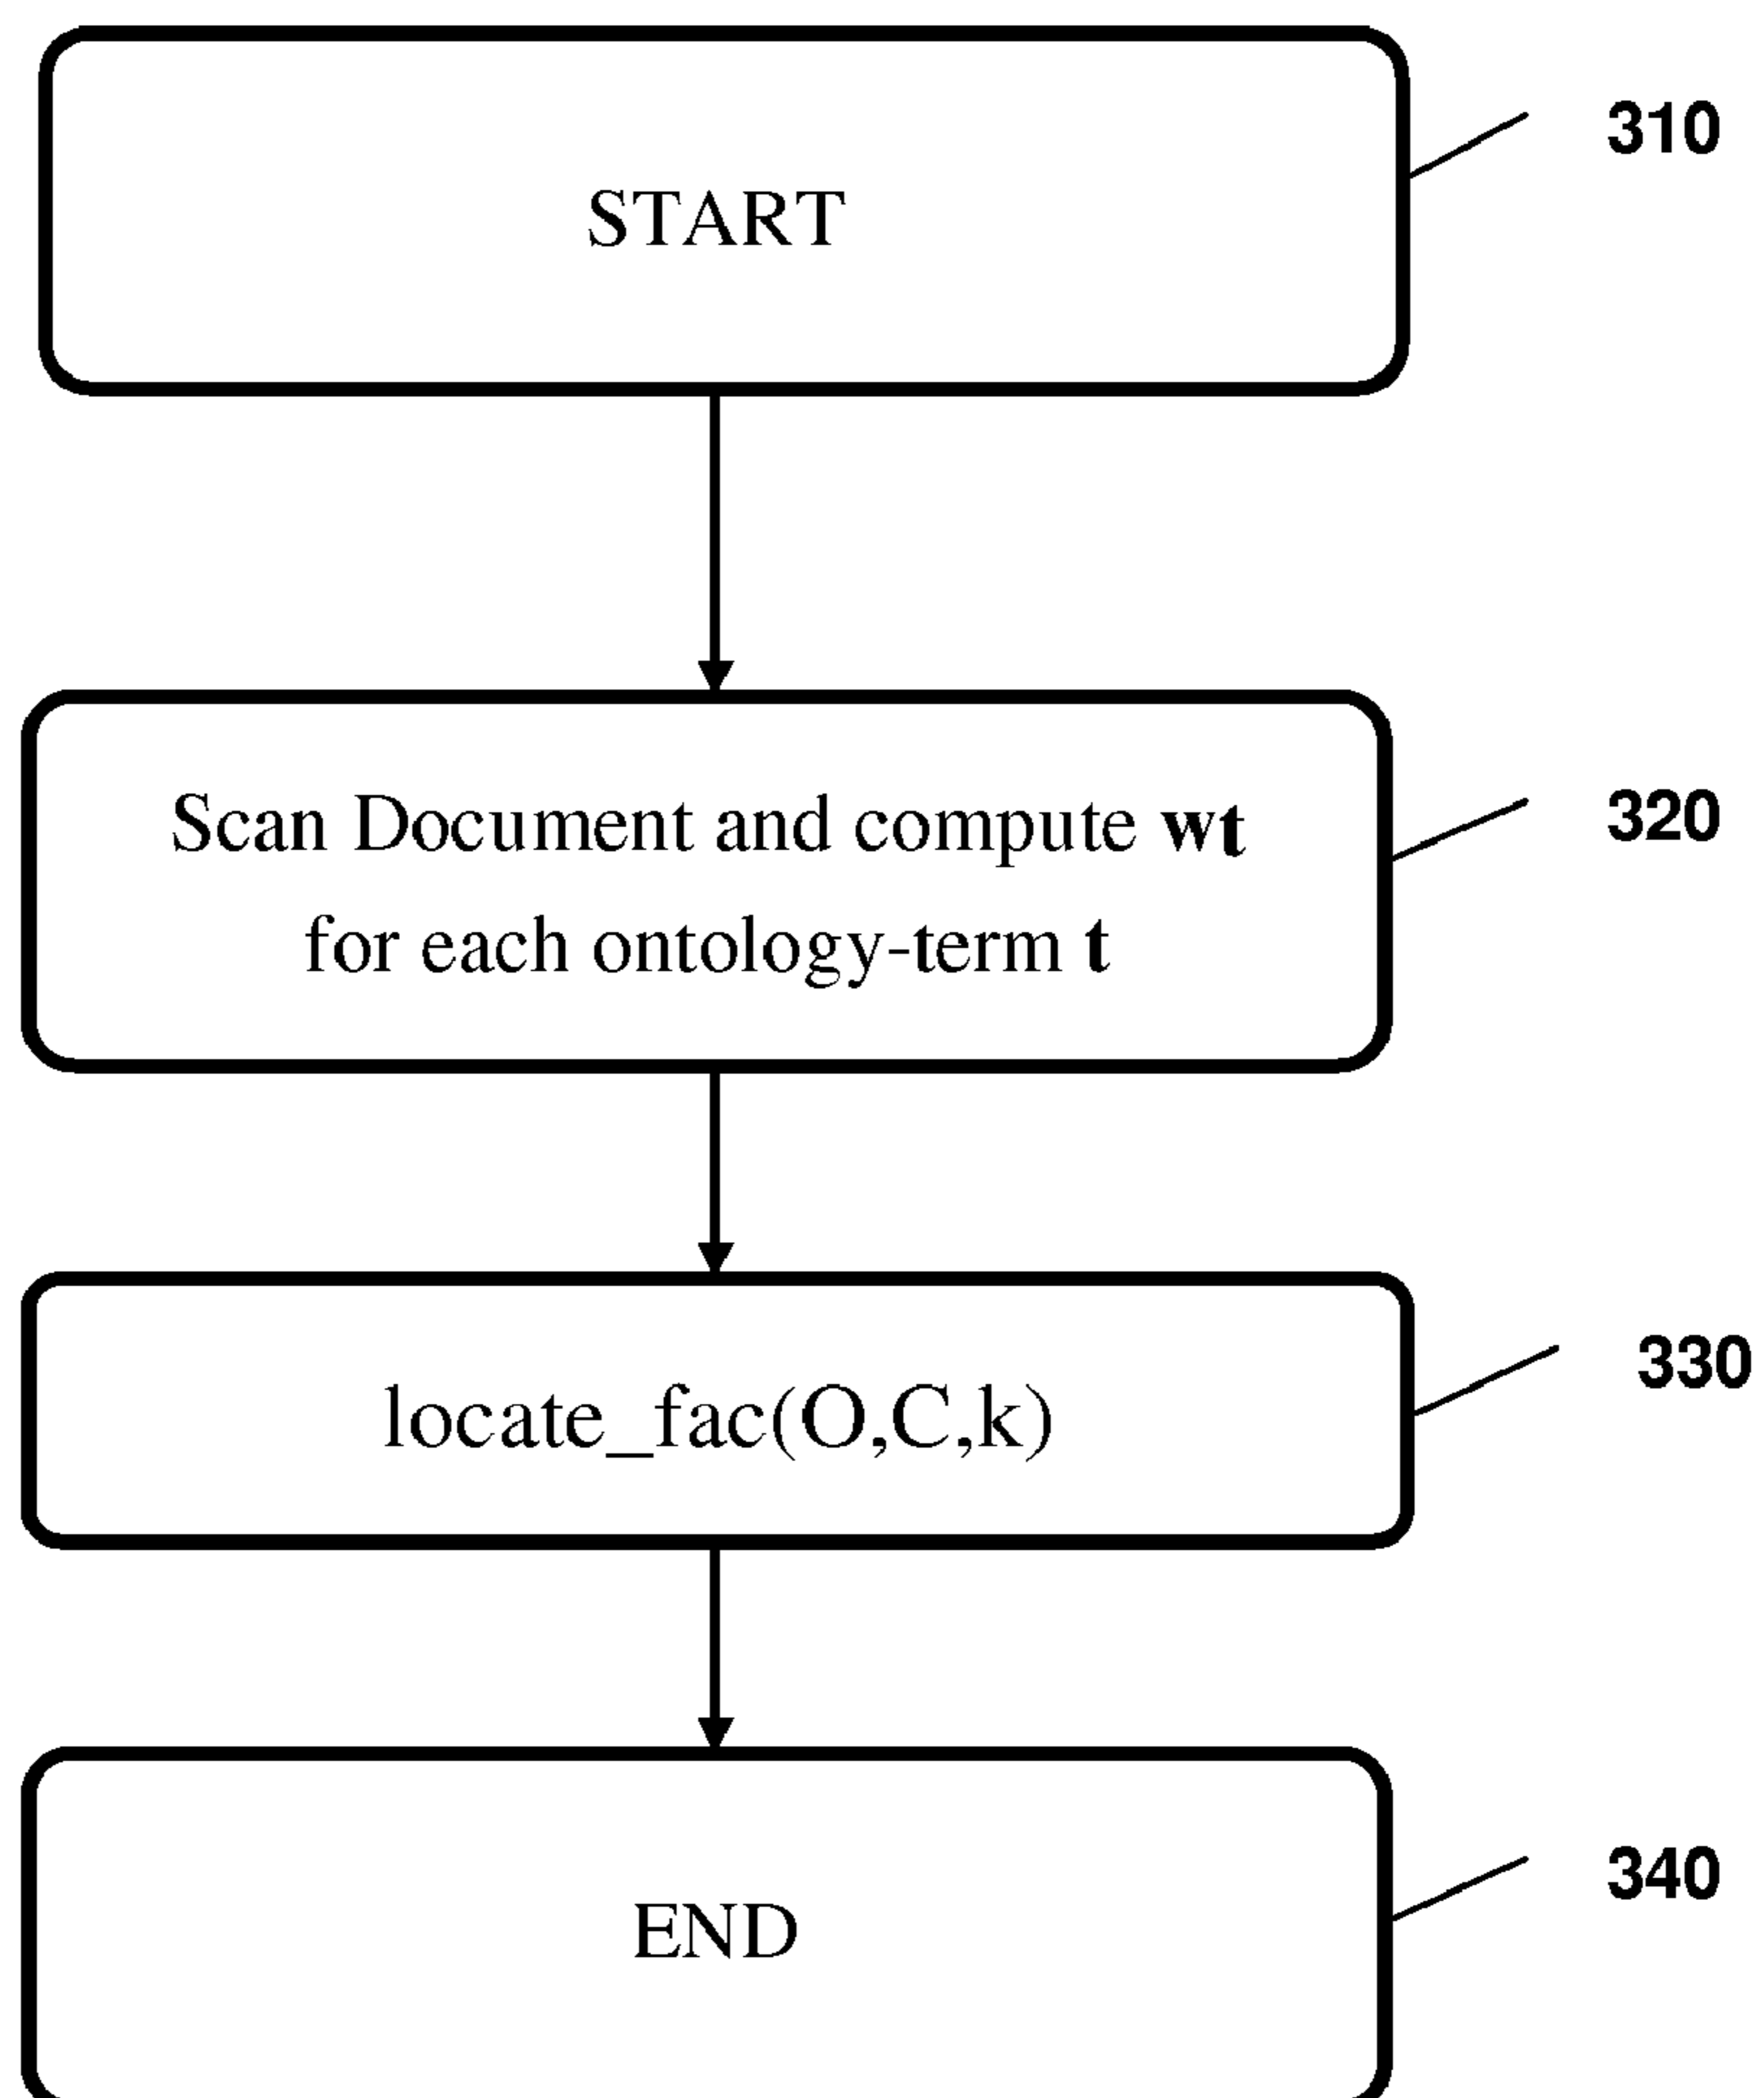 START
310
Scan Document and compute wt
for each ontology-term t
320
locate_fac(O,C,k)
330
END
340